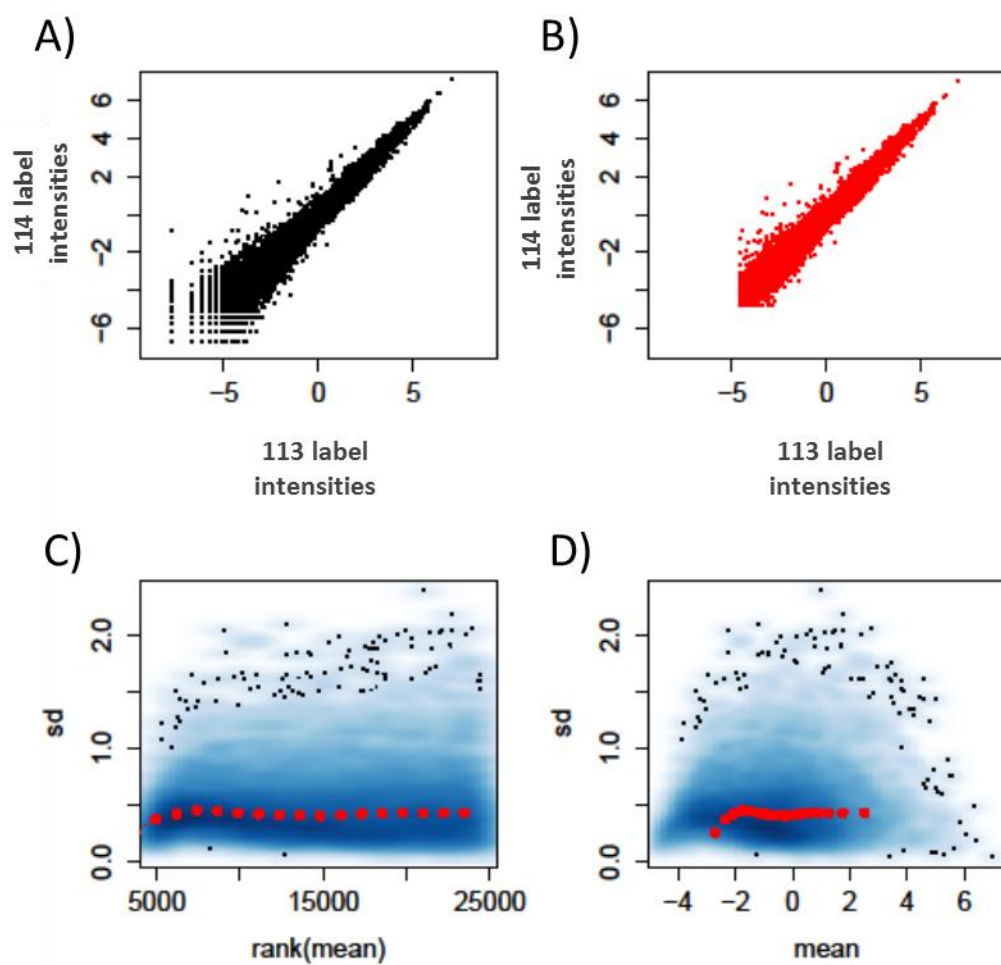 A)
6
4
2
−2
−6
114 label
intensities
−5 0 5
113 label
intensities
B)
6
4
2
−2
−6
114 label
intensities
−5 0 5
113 label
intensities
C)
2.0
1.0
0.0
sd
5000 15000 25000
rank(mean)
D)
2.0
1.0
0.0
sd
−4 −2 0 2 4 6
mean